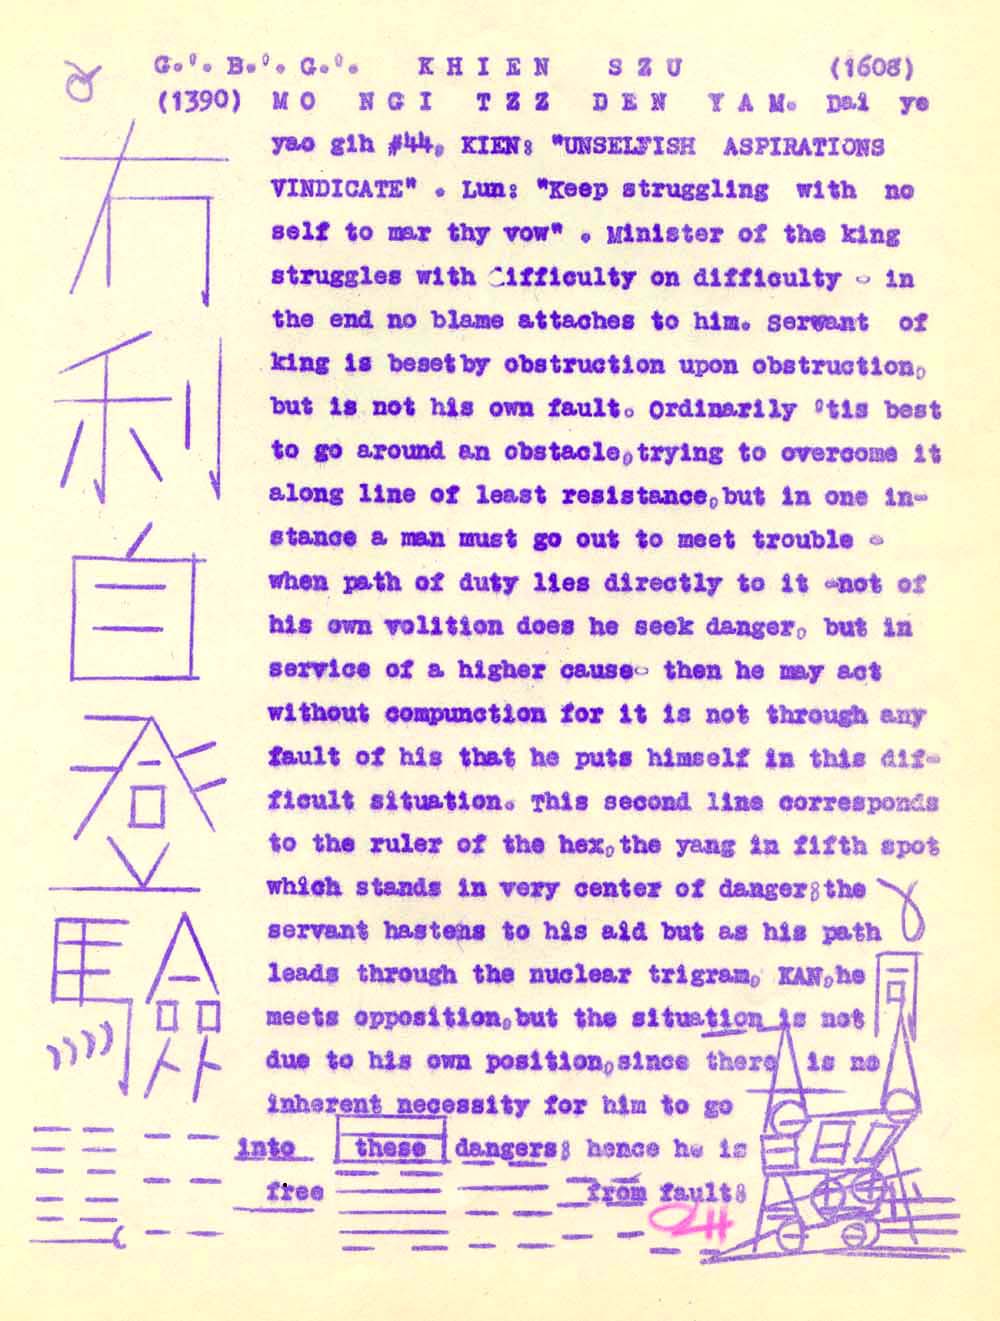 G.'. B.'. G.'. KHIEN SZU (1608)
(1390) MO NGI TZZ DEN YAM. Dai ye
yao gih #44, KIEN: "UNSELFISH ASPIRATIONS
VINDICATE" . Lun: "Keep struggling with no
self to mar thy vow" . Minister of the king
struggles with difficulty on difficulty - in
the end no blame attaches to him. Servant of
king is beset by obstruction upon obstruction,
but is not his own fault. Ordinarily 'tis best
to go around an obstacle,trying to overcome it
along line of least resistance,but in one in-
stance a man must go out to meet trouble -
when path of duty lies directly to it -not of
his own volition does he seek danger, but in
service of a higher cause- then he may act
without compunction for it is not through any
fault of his that he puts himself in this dif-
ficult situation. This second line corresponds
to the ruler of the hex,the yang in fifth spot
which stands in very center of danger;the
servant hastens to his aid but as his path
leads through the nuclear trigram, KAN,he
meets opposition,but the situation is not
due to his own position,since there is no
inherent necessity for him to go
into these dangers; hence he is
free from fault: